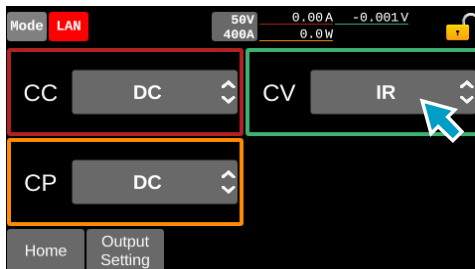 Mode LAN 50V 0.00A -0.001V
400A 0.0W
CC DC CV IR
CP DC
Home Output
Setting